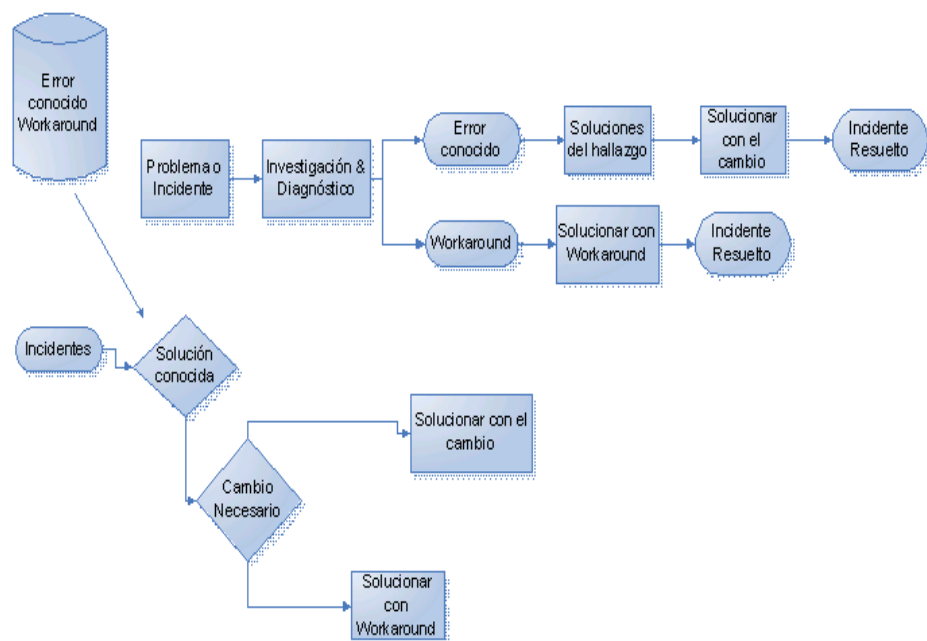 Error
conocido
Workaround
Problema o
Incidente
Investigación &
Diagnóstico
Error
conocido
Soluciones
del hallazgo
Solucionar
con el
cambio
Incidente
Resuelto
Workaround
Solucionar con
Workaround
Incidente
Resuelto
Incidentes
Solución
conocida
Solucionar con el
cambio
Cambio
Necesario
Solucionar
con
Workaround